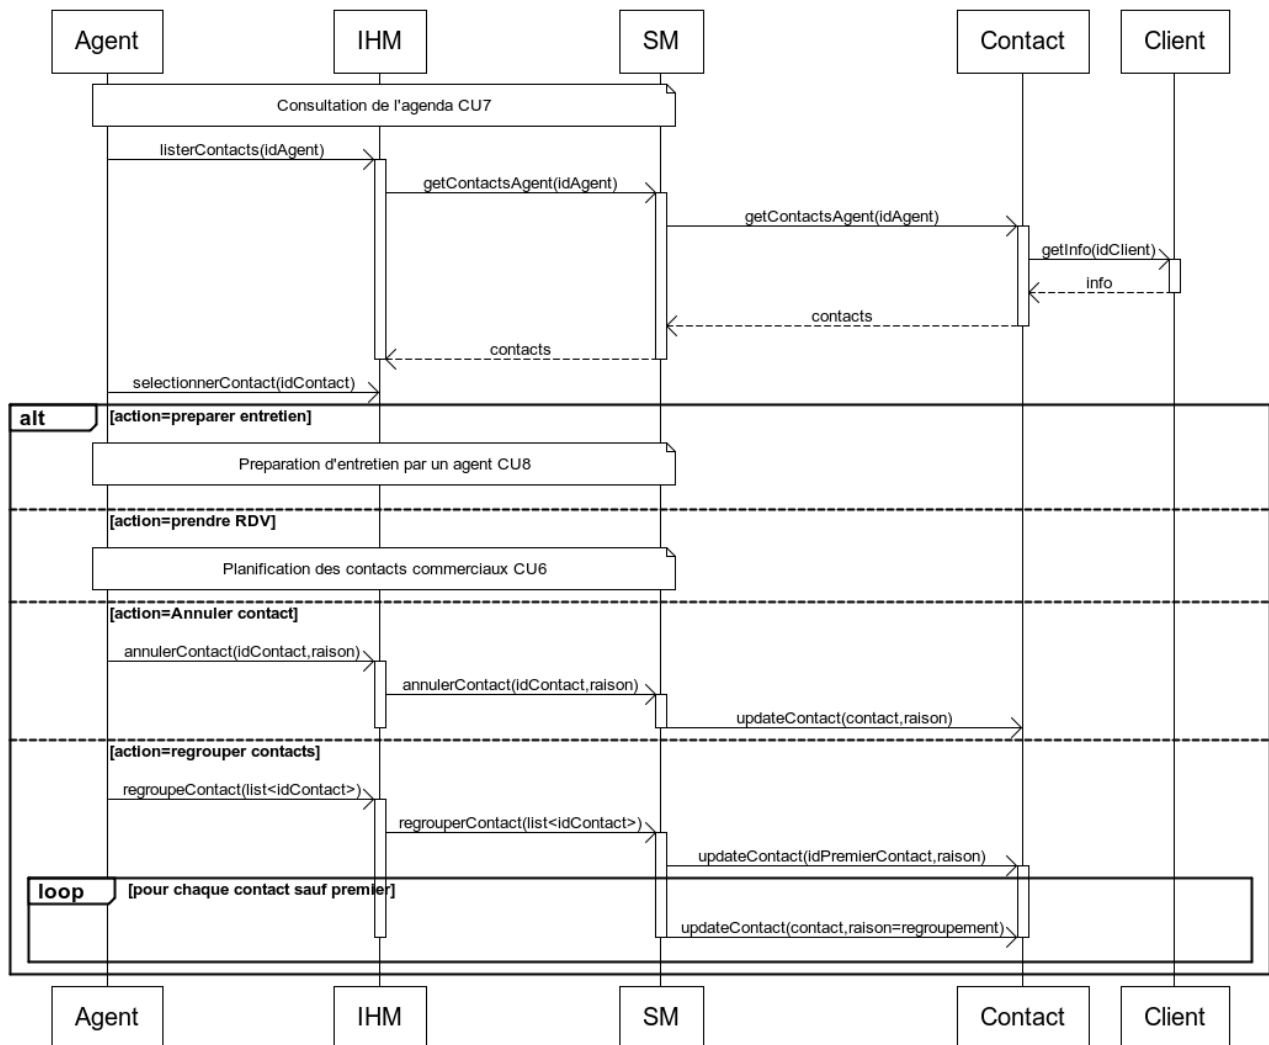 Agent
IHM
SM
Contact
Client
Consultation de l'agenda CU7
listerContacts(idAgent)
getContactsAgent(idAgent)
getContactsAgent(idAgent)
getInfo(idClient)
info
contacts
contacts
selectionnerContact(idContact)
alt
[action=preparer entretien]
Preparation d'entretien par un agent CU8
[action=prendre RDV]
Planification des contacts commerciaux CU6
[action=Annuler contact]
annulerContact(idContact,raison)
annulerContact(idContact,raison)
updateContact(contact,raison)
[action=regrouper contacts]
regroupeContact(list<idContact>)
regrouperContact(list<idContact>)
updateContact(idPremierContact,raison)
loop
[pour chaque contact sauf premier]
updateContact(contact,raison=regroupement)
Agent
IHM
SM
Contact
Client